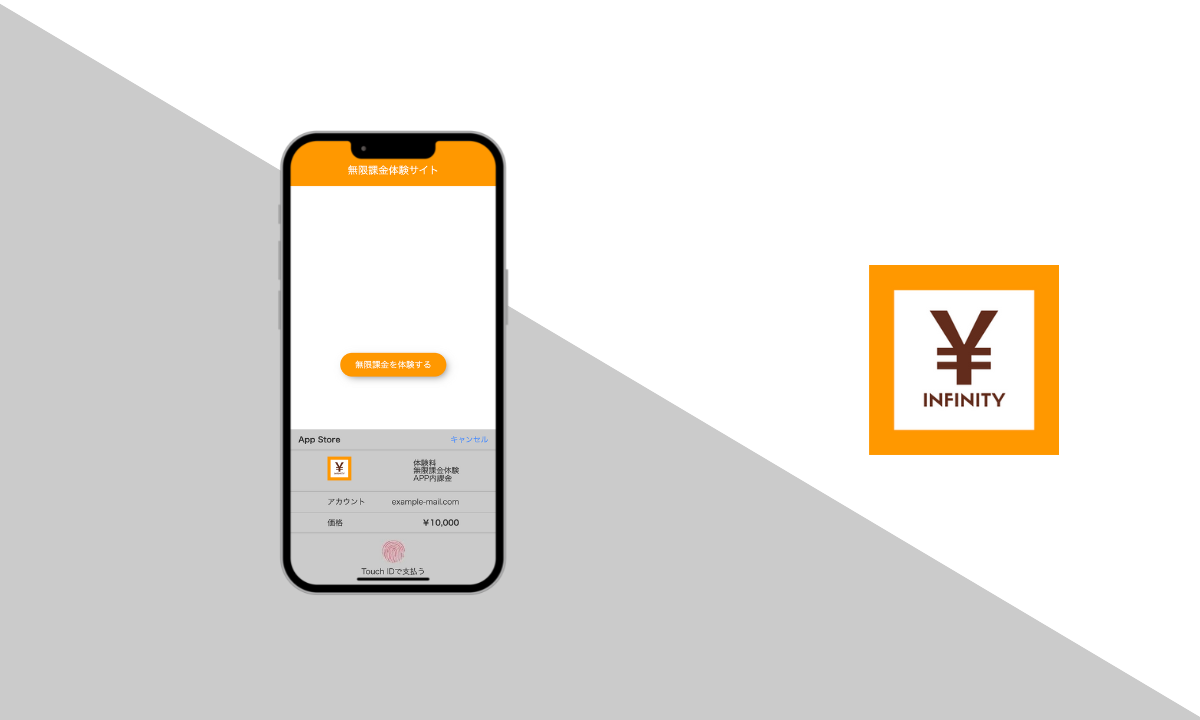 無限課金体験サイト
無限課金を体験する
App Store
キャンセル
¥
体験料
無限課金体験
APP内課金
アカウント
example-mail.com
価格
¥10,000
Touch IDで支払う
¥
INFINITY